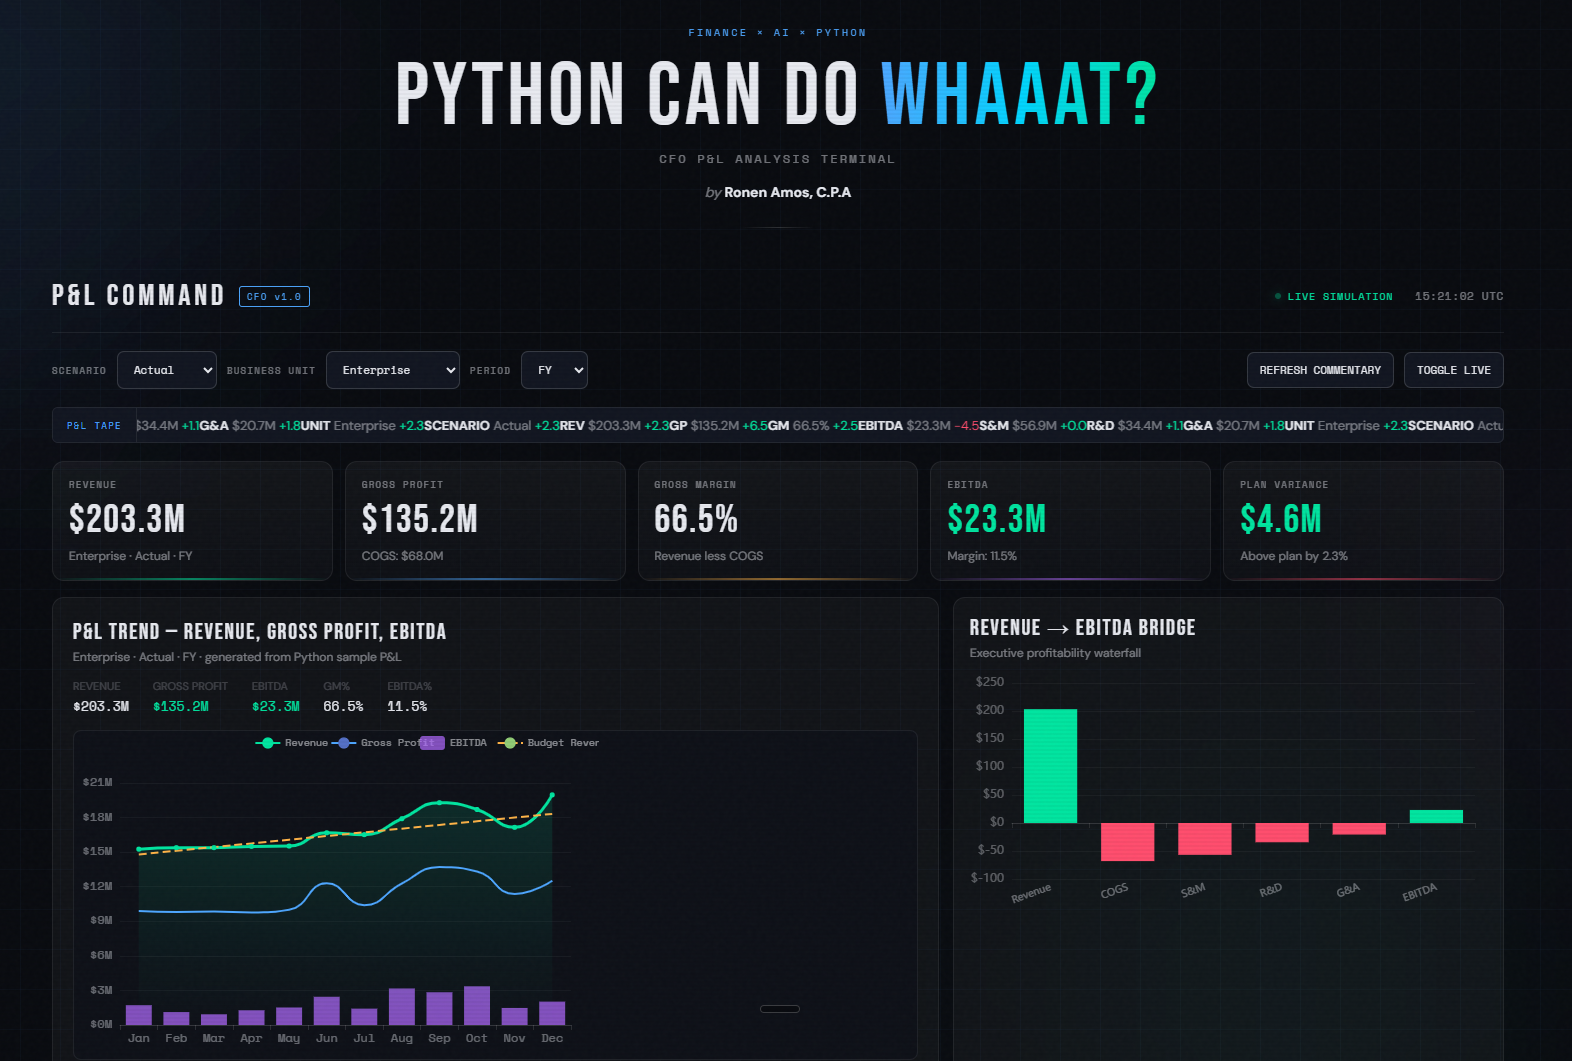 FINANCE × AI × PYTHON
PYTHON CAN DO WHAAAT?
CFO P&L ANALYSIS TERMINAL
by Ronen Amos, C.P.A
P&L COMMAND CFO v1.0
LIVE SIMULATION 15:21:02 UTC
SCENARIO Actual BUSINESS UNIT Enterprise PERIOD FY REFRESH COMMENTARY TOGGLE LIVE
P&L TAPE $34.4M +1.1G&A $20.7M +1.8UNIT Enterprise +2.3SCENARIO Actual +2.3REV $203.3M +2.3GP $135.2M +6.5GM 66.5% +2.5EBITDA $23.3M -4.5S&M $56.9M +0.0R&D $34.4M +1.1G&A $20.7M +1.8UNIT Enterprise +2.3SCENARIO Actu
REVENUE
$203.3M
Enterprise · Actual · FY
GROSS PROFIT
$135.2M
COGS: $68.0M
GROSS MARGIN
66.5%
Revenue less COGS
EBITDA
$23.3M
Margin: 11.5%
PLAN VARIANCE
$4.6M
Above plan by 2.3%
P&L TREND — REVENUE, GROSS PROFIT, EBITDA
Enterprise · Actual · FY · generated from Python sample P&L
REVENUE GROSS PROFIT EBITDA GM% EBITDA%
$203.3M $135.2M $23.3M 66.5% 11.5%
Revenue Gross Profit EBITDA Budget Rever
$21M
$18M
$15M
$12M
$9M
$6M
$3M
$0M
Jan Feb Mar Apr May Jun Jul Aug Sep Oct Nov Dec
REVENUE → EBITDA BRIDGE
Executive profitability waterfall
$250
$200
$150
$100
$50
$0
$-50
$-100
Revenue COGS S&M R&D G&A EBITDA